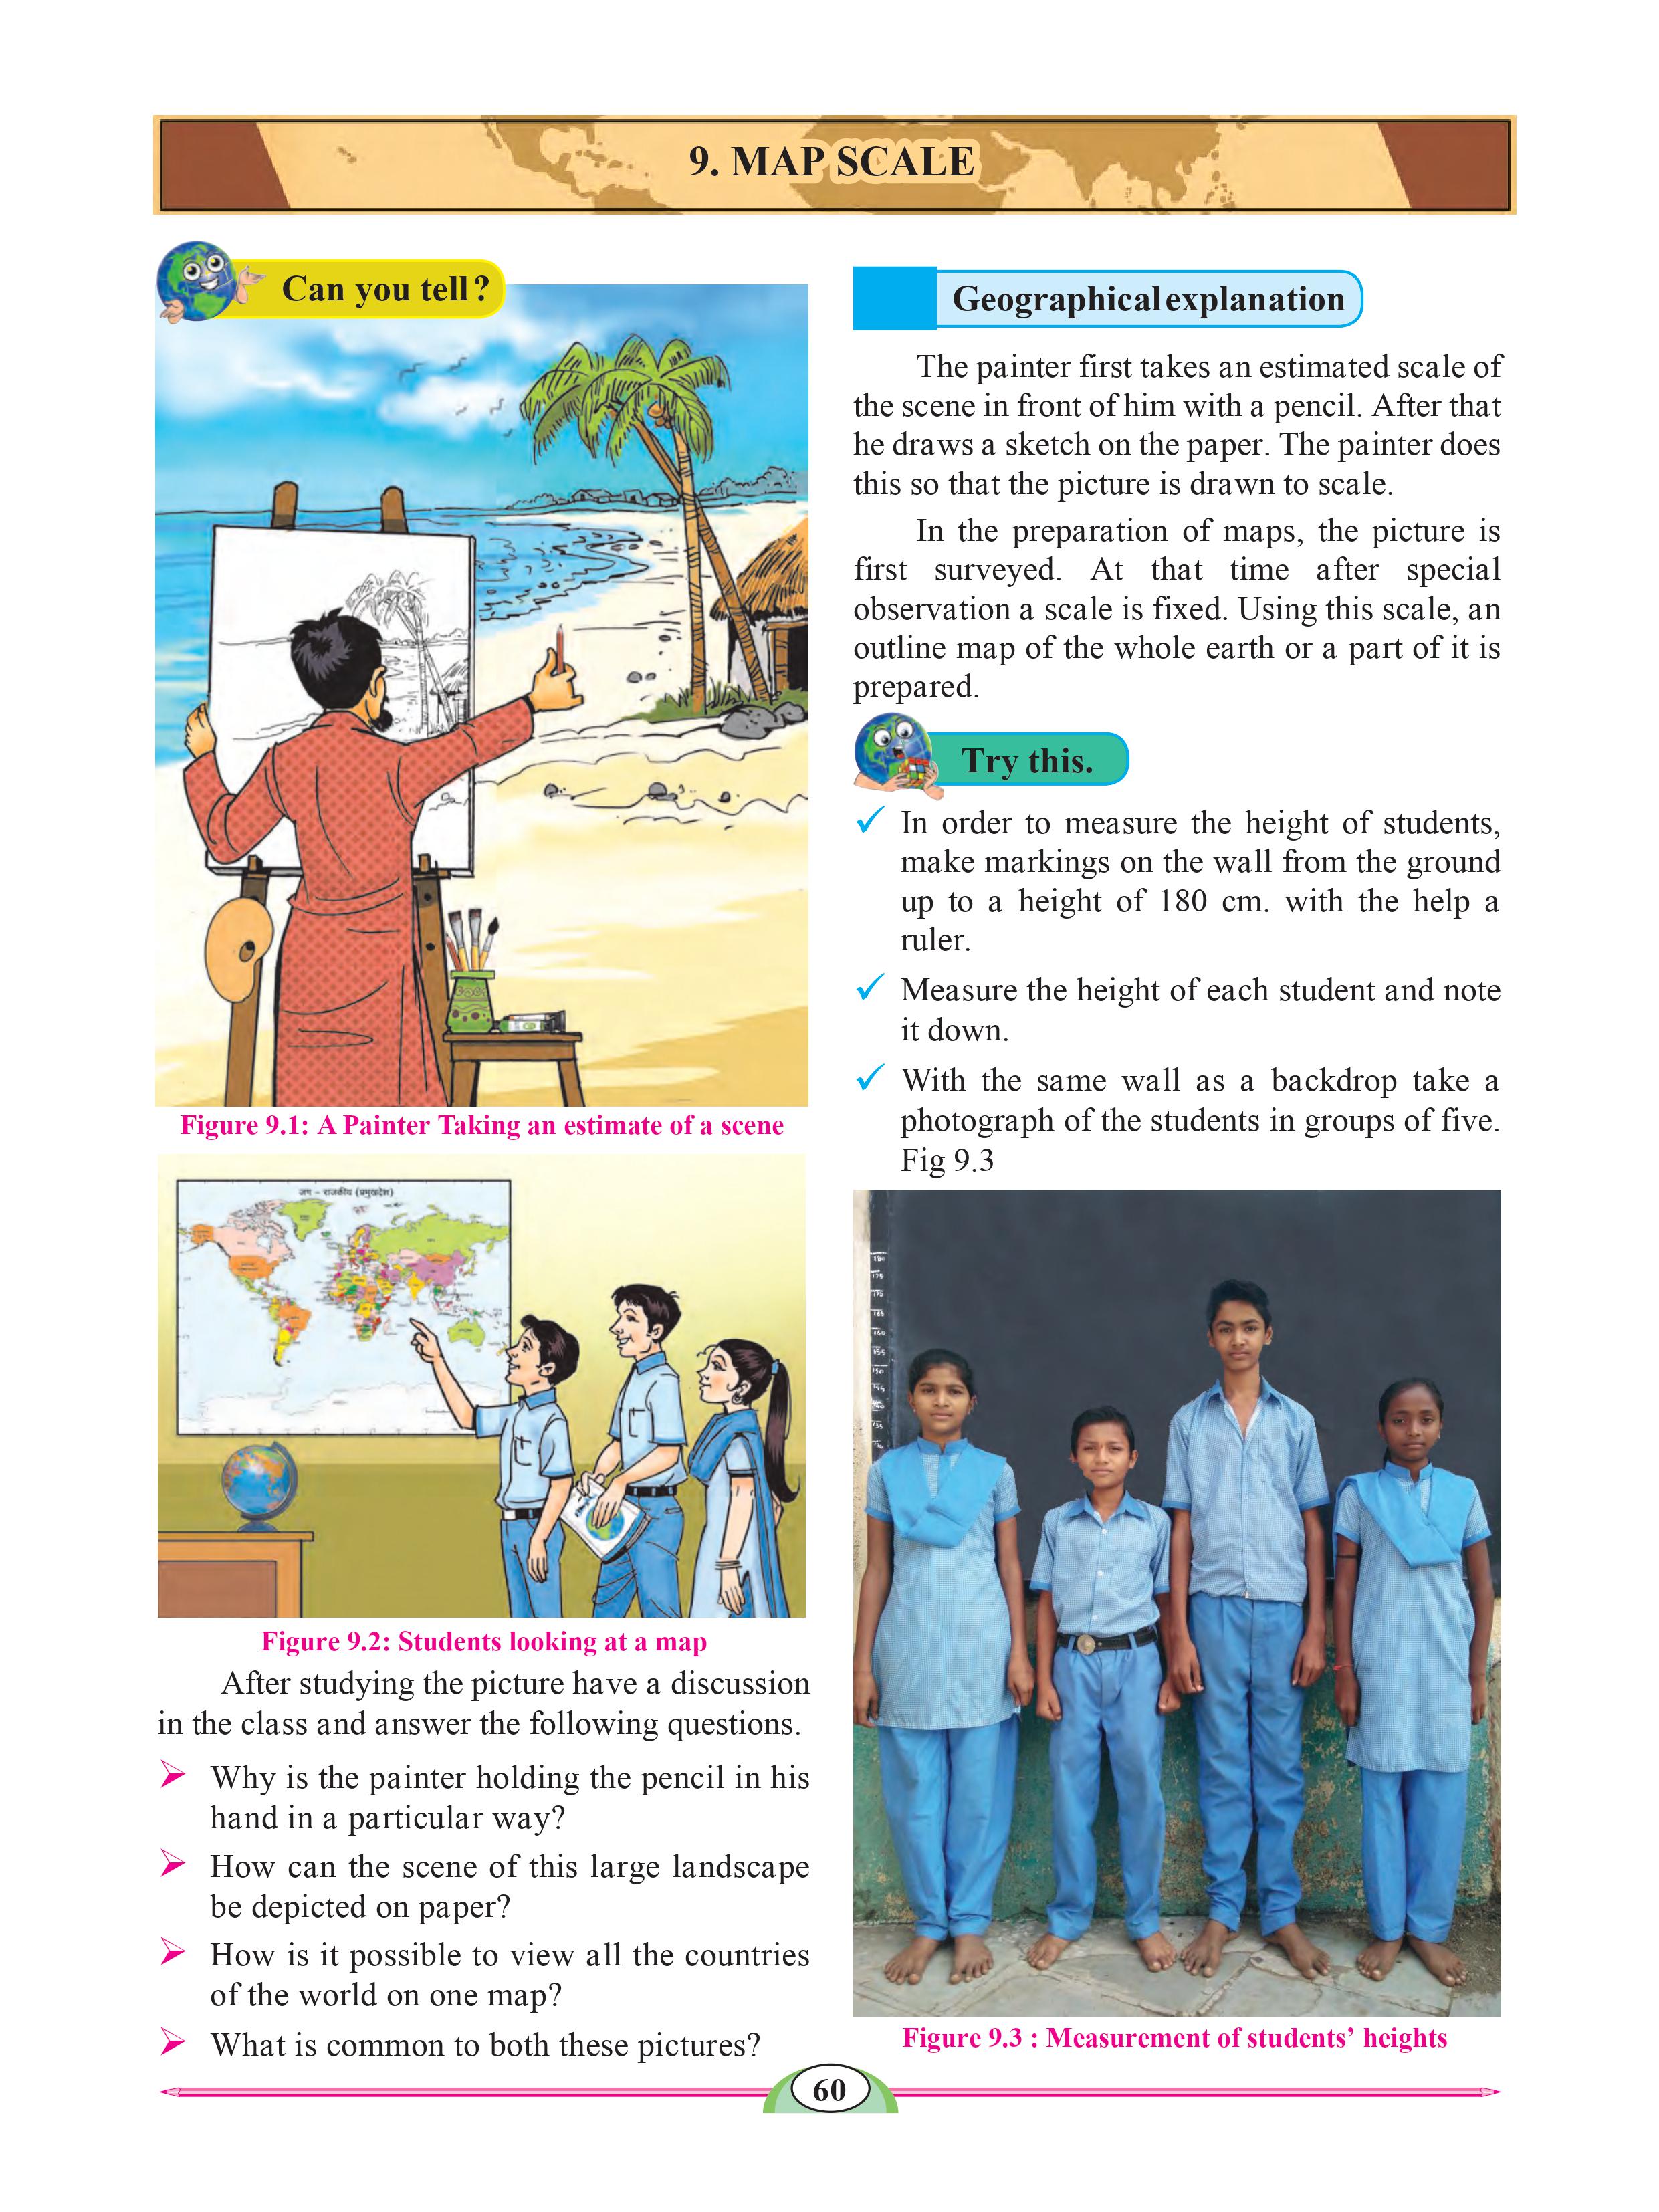 9. MAP SCALE
Can you tell?
Figure 9.1: A Painter Taking an estimate of a scene
जग - राजकीय (प्रमुख देश)
Figure 9.2: Students looking at a map
After studying the picture have a discussion
in the class and answer the following questions.
➢ Why is the painter holding the pencil in his
hand in a particular way?
➢ How can the scene of this large landscape
be depicted on paper?
➢ How is it possible to view all the countries
of the world on one map?
➢ What is common to both these pictures?
Geographical explanation
The painter first takes an estimated scale of
the scene in front of him with a pencil. After that
he draws a sketch on the paper. The painter does
this so that the picture is drawn to scale.
In the preparation of maps, the picture is
first surveyed. At that time after special
observation a scale is fixed. Using this scale, an
outline map of the whole earth or a part of it is
prepared.
Try this.
✓ In order to measure the height of students,
make markings on the wall from the ground
up to a height of 180 cm. with the help a
ruler.
✓ Measure the height of each student and note
it down.
✓ With the same wall as a backdrop take a
photograph of the students in groups of five.
Fig 9.3
180
175
170
165
160
155
150
145
135
Figure 9.3 : Measurement of students’ heights
60